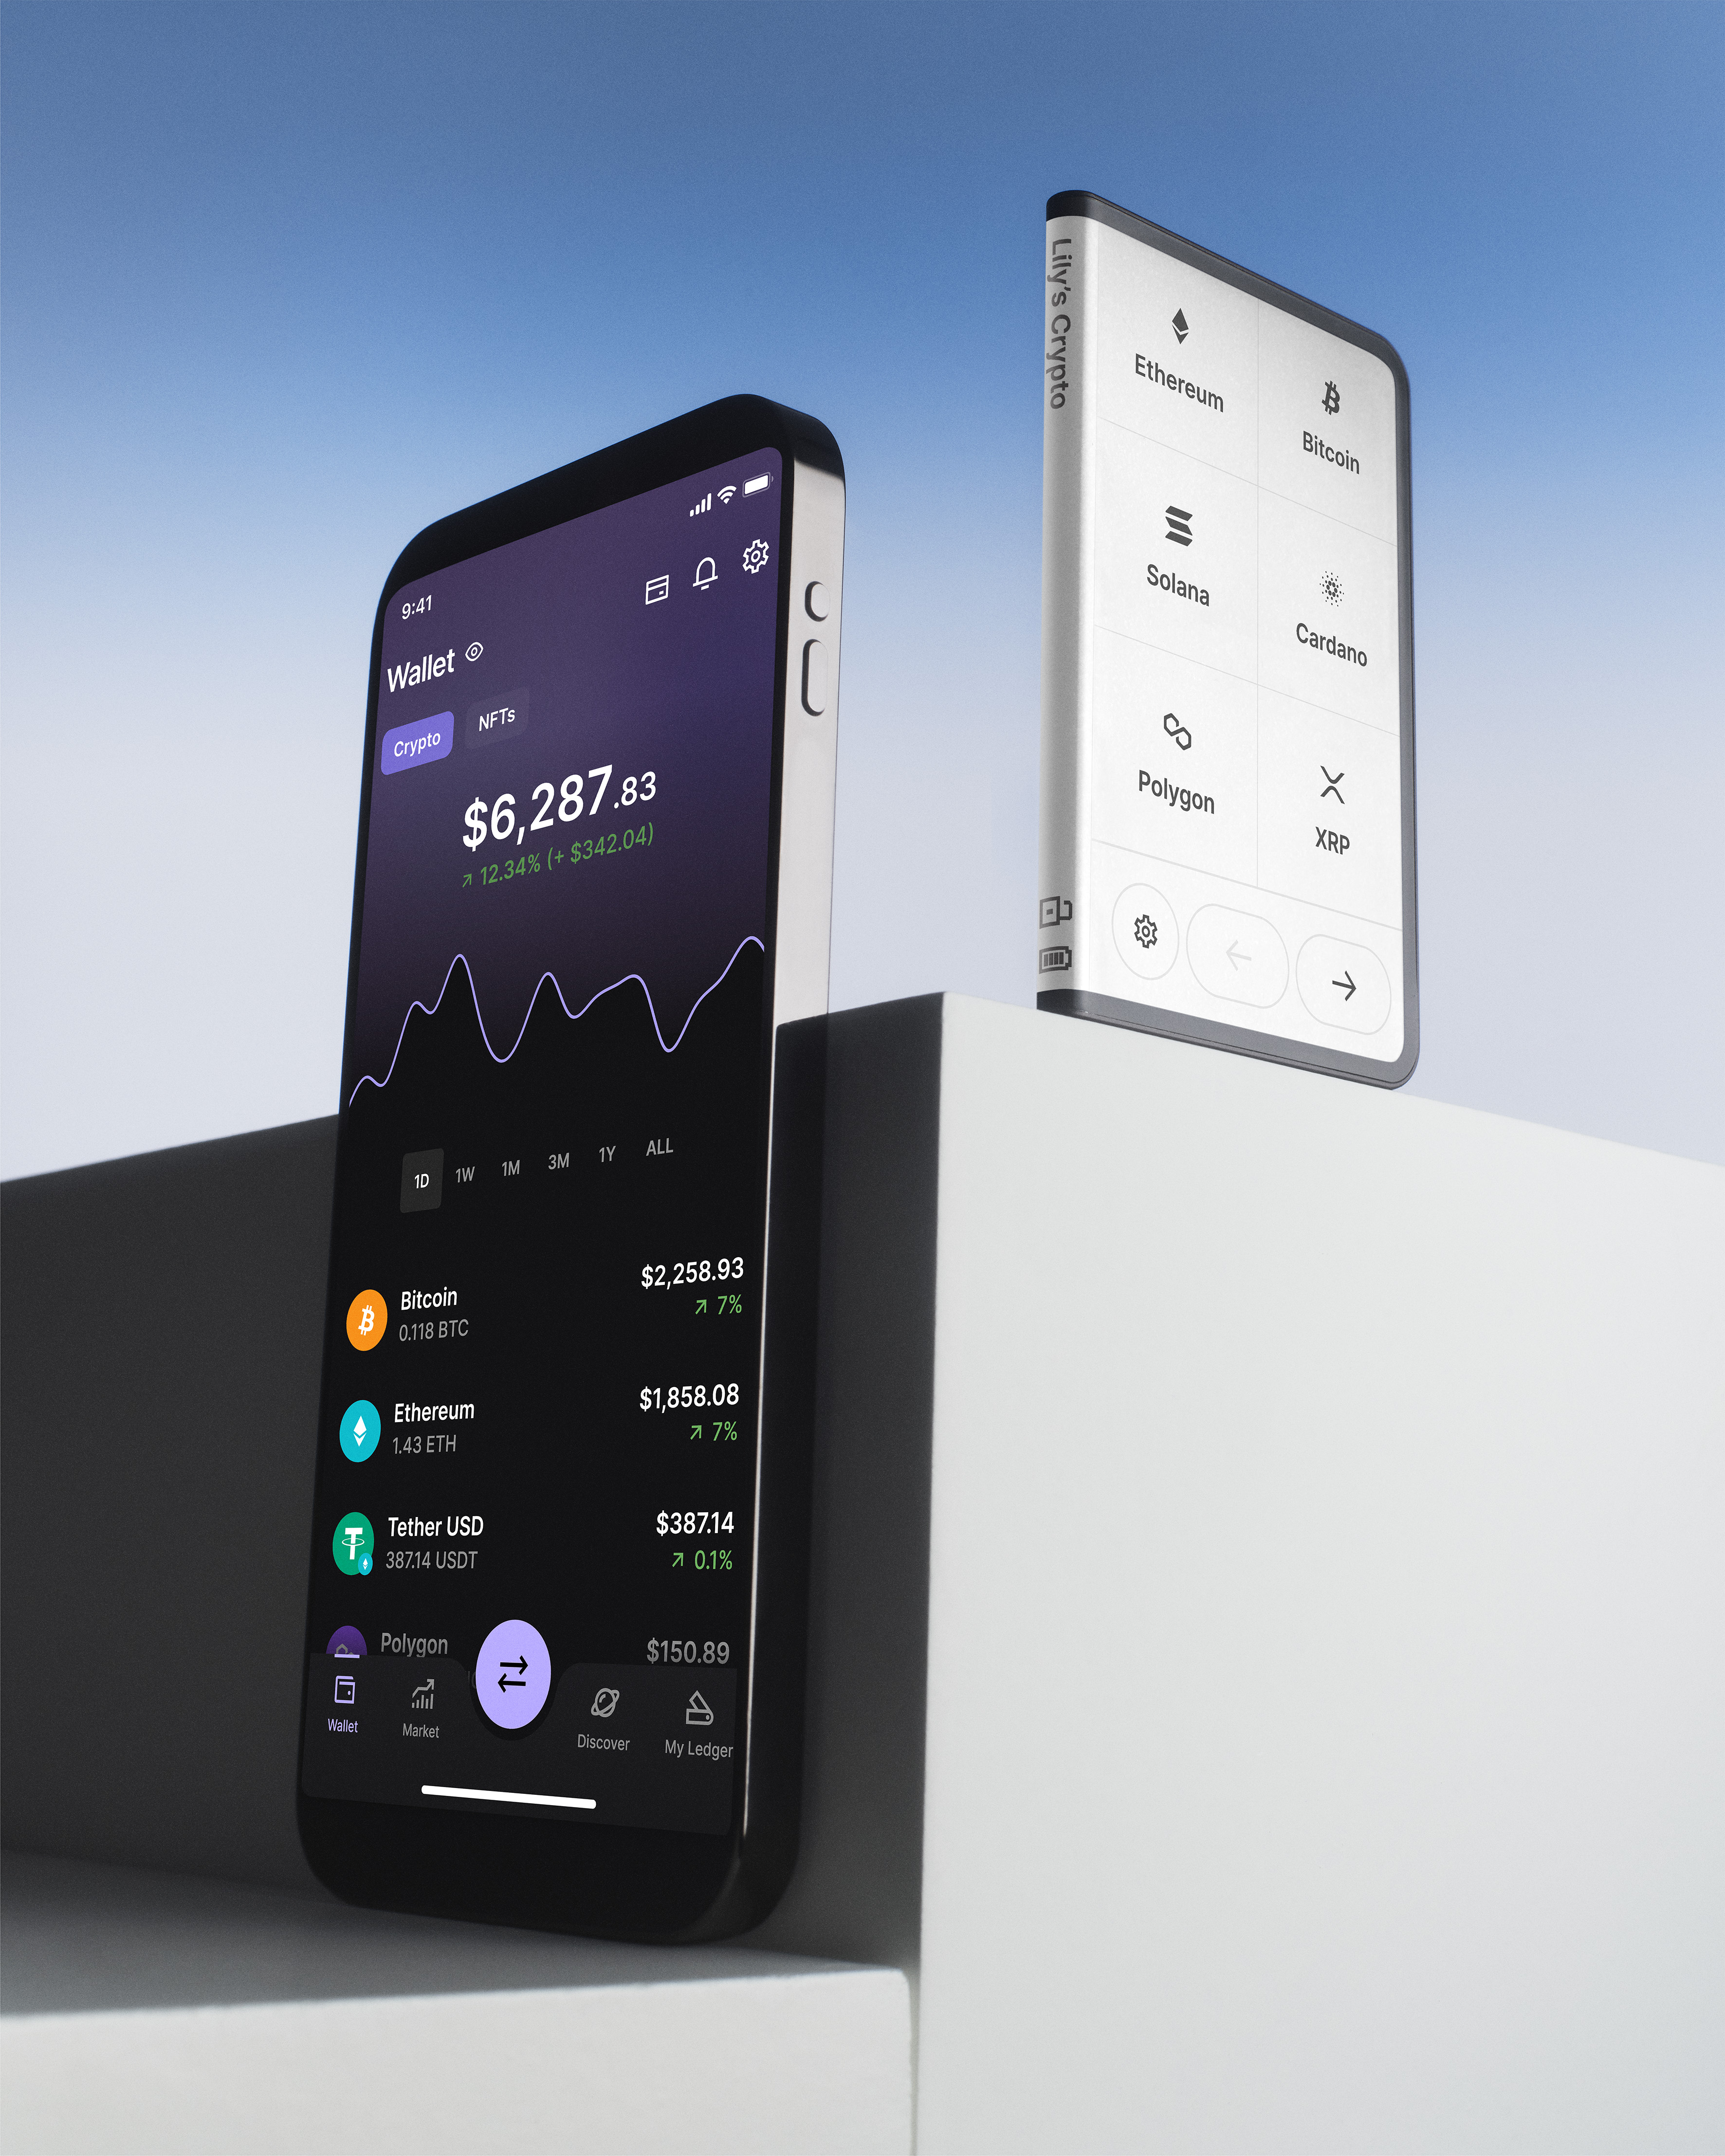 9:41
Wallet
Crypto
NFTs
$6,287.83
12.34% (+ $342.04)
1D 1W 1M 3M 1Y ALL
Bitcoin
0.118 BTC
$2,258.93
7%
Ethereum
1.43 ETH
$1,858.08
7%
Tether USD
387.14 USDT
$387.14
0.1%
Polygon
$150.89
Wallet
Market
Discover
My Ledger
Lily's Crypto
Ethereum
Bitcoin
Solana
Cardano
Polygon
XRP